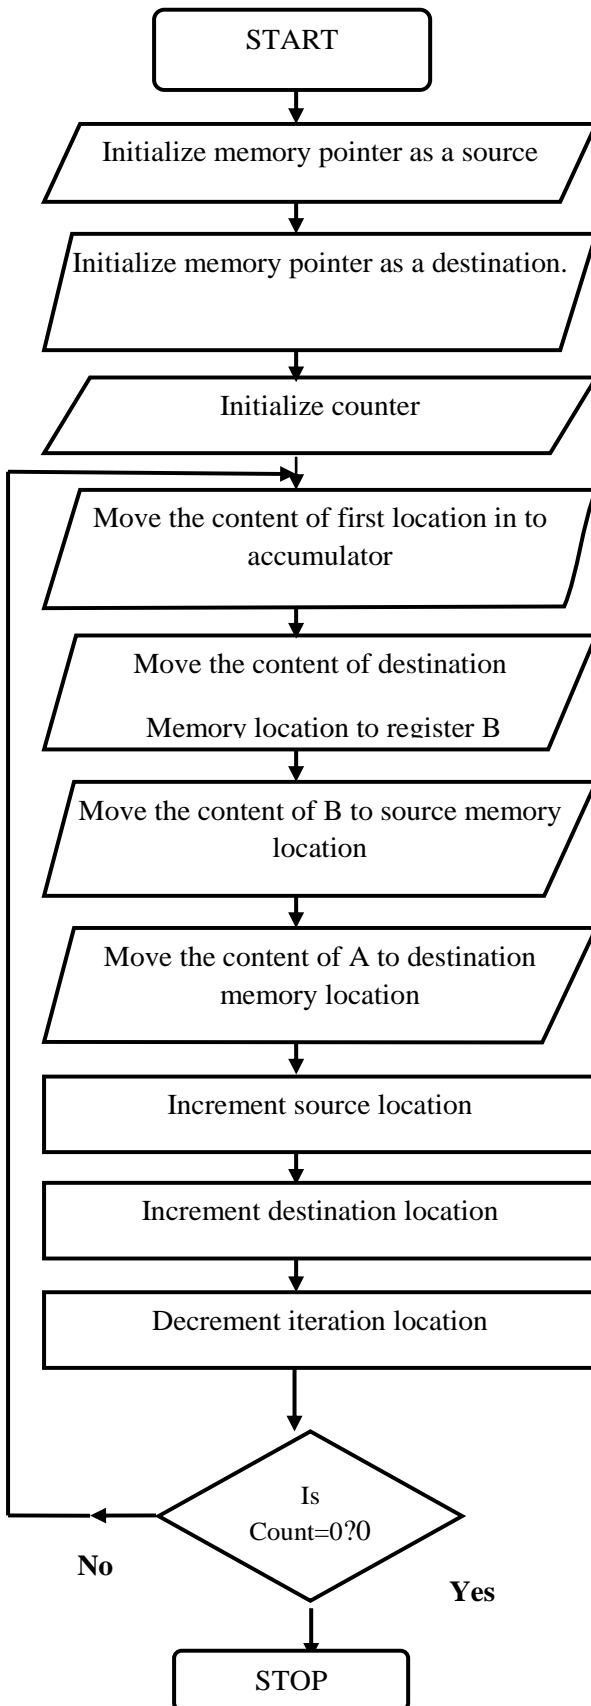 START
Initialize memory pointer as a source
Initialize memory pointer as a destination.
Initialize counter
Move the content of first location in to
accumulator
Move the content of destination
Memory location to register B
Move the content of B to source memory
location
Move the content of A to destination
memory location
Increment source location
Increment destination location
Decrement iteration location
Is
Count=0?0
No
Yes
STOP